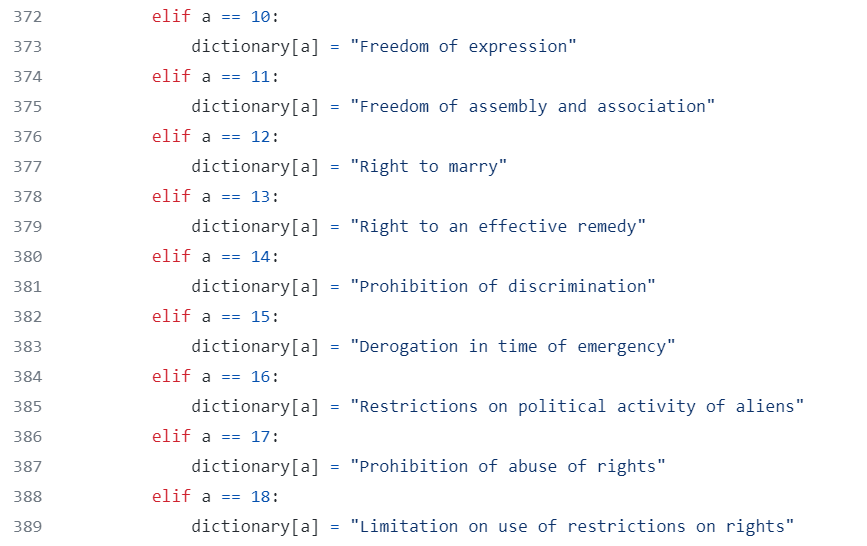 372 elif a == 10:
373 dictionary[a] = "Freedom of expression"
374 elif a == 11:
375 dictionary[a] = "Freedom of assembly and association"
376 elif a == 12:
377 dictionary[a] = "Right to marry"
378 elif a == 13:
379 dictionary[a] = "Right to an effective remedy"
380 elif a == 14:
381 dictionary[a] = "Prohibition of discrimination"
382 elif a == 15:
383 dictionary[a] = "Derogation in time of emergency"
384 elif a == 16:
385 dictionary[a] = "Restrictions on political activity of aliens"
386 elif a == 17:
387 dictionary[a] = "Prohibition of abuse of rights"
388 elif a == 18:
389 dictionary[a] = "Limitation on use of restrictions on rights"